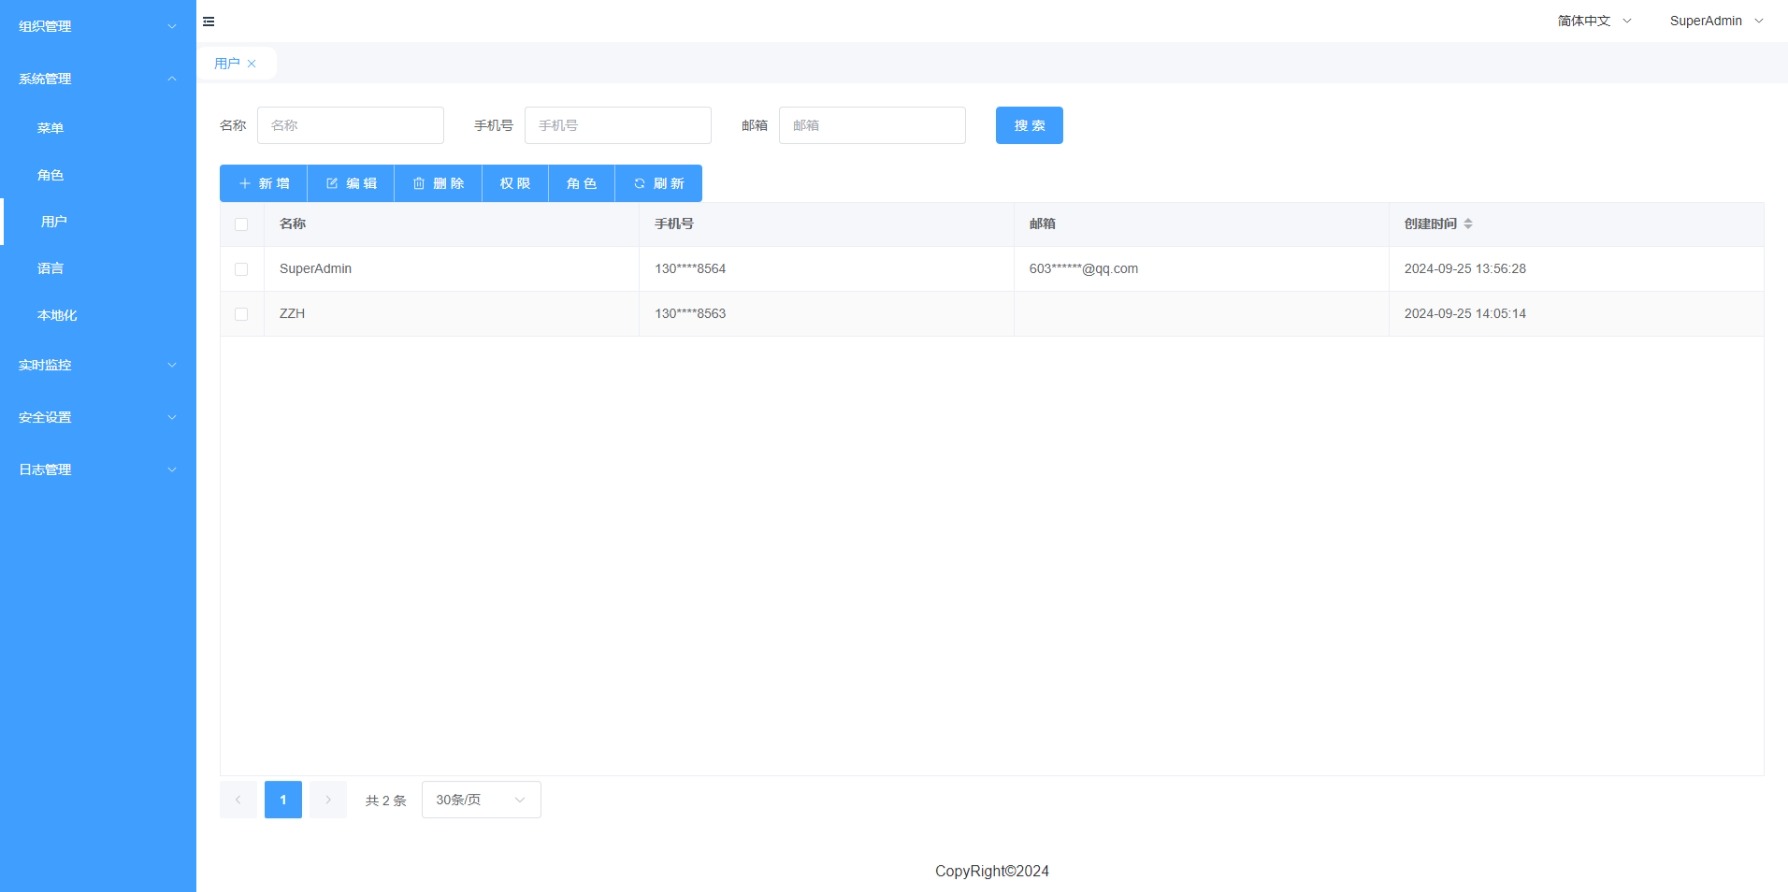 组织管理
系统管理
菜单
角色
用户
语言
本地化
实时监控
安全设置
日志管理
简体中文 SuperAdmin
用户
名称 名称 手机号 手机号 邮箱 邮箱 搜 索
新 增 编 辑 删 除 权 限 角 色 刷 新
名称 手机号 邮箱 创建时间
SuperAdmin 130****8564 603******@qq.com 2024-09-25 13:56:28
ZZH 130****8563 2024-09-25 14:05:14
1 共 2 条 30条/页
CopyRight©2024